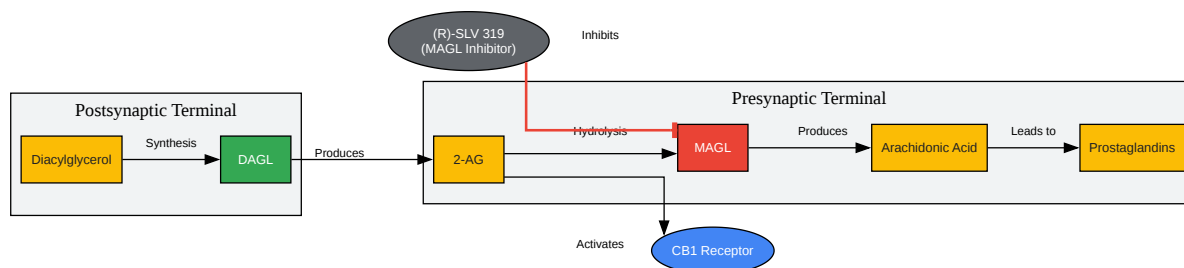 (R)-SLV 319
(MAGL Inhibitor)
Inhibits
Postsynaptic Terminal
Presynaptic Terminal
Diacylglycerol
Synthesis
DAGL
Produces
2-AG
Hydrolysis
MAGL
Produces
Arachidonic Acid
Leads to
Prostaglandins
Activates
CB1 Receptor